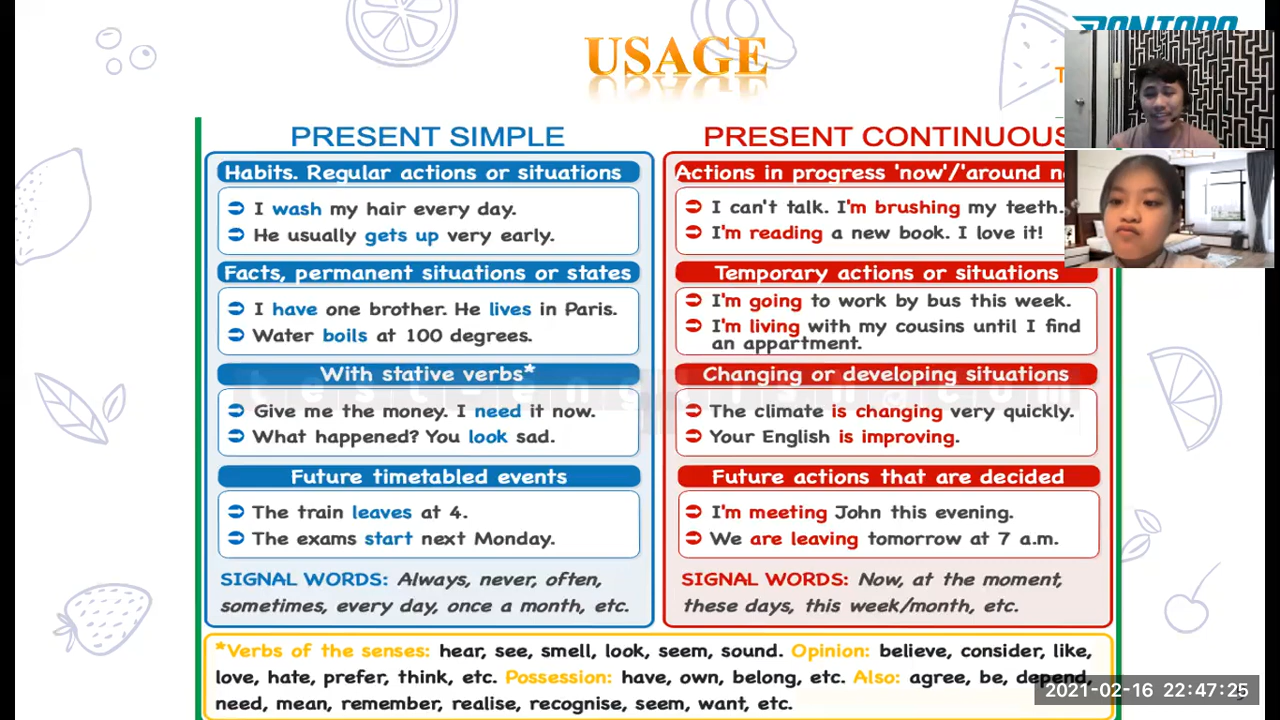 USAGE
PRESENT SIMPLE
Habits. Regular actions or situations
I wash my hair every day.
He usually gets up very early.
Facts, permanent situations or states
I have one brother. He lives in Paris.
Water boils at 100 degrees.
With stative verbs*
Give me the money. I need it now.
What happened? You look sad.
Future timetabled events
The train leaves at 4.
The exams start next Monday.
SIGNAL WORDS: Always, never, often,
sometimes, every day, once a month, etc.
PRESENT CONTINUOUS
Actions in progress 'now'/'around
I can't talk. I'm brushing my teeth.
I'm reading a new book. I love it!
Temporary actions or situations
I'm going to work by bus this week.
I'm living with my cousins until I find
an appartment.
Changing or developing situations
The climate is changing very quickly.
Your English is improving.
Future actions that are decided
I'm meeting John this evening.
We are leaving tomorrow at 7 a.m.
SIGNAL WORDS: Now, at the moment,
these days, this week/month, etc.
*Verbs of the senses: hear, see, smell, look, seem, sound. Opinion: believe, consider, like,
love, hate, prefer, think, etc. Possession: have, own, belong, etc. Also: agree, be, depend,
need, mean, remember, realise, recognise, seem, want, etc.
2021-02-16 22:47:25